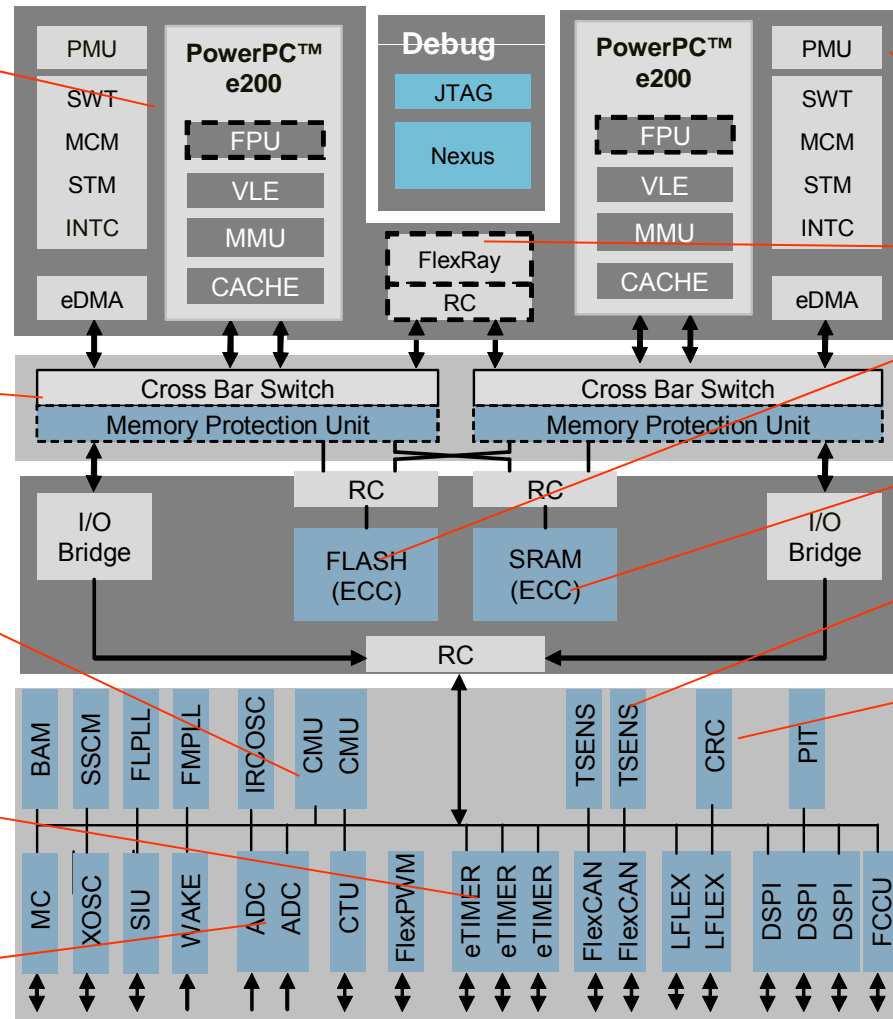 PMU
SWT
MCM
STM
INTC
eDMA
PowerPC™
e200
FPU
VLE
MMU
CACHE
Debug
JTAG
Nexus
FlexRay
RC
PowerPC™
e200
FPU
VLE
MMU
CACHE
PMU
SWT
MCM
STM
INTC
eDMA
Cross Bar Switch
Memory Protection Unit
Cross Bar Switch
Memory Protection Unit
I/O
Bridge
RC
FLASH
(ECC)
RC
SRAM
(ECC)
I/O
Bridge
RC
BAM
SSCM
FLPLL
FMPLL
IRCOSC
CMU
CMU
TSENS
TSENS
CRC
PIT
MC
XOSC
SIU
WAKE
ADC
ADC
CTU
FlexPWM
eTIMER
eTIMER
eTIMER
FlexCAN
FlexCAN
LFLEX
LFLEX
DSPI
DSPI
DSPI
FCCU